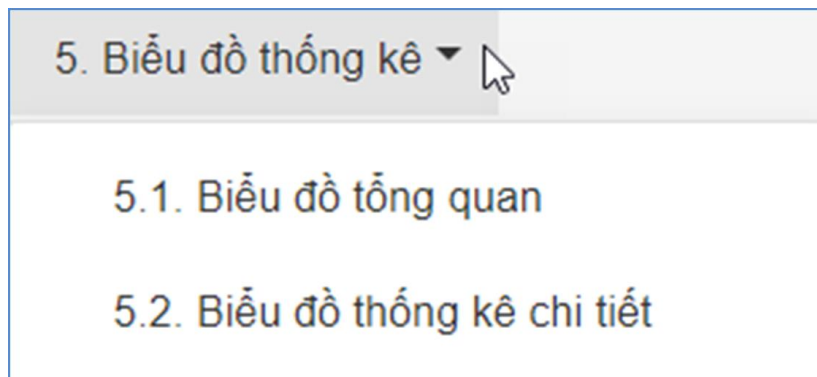 5. Biểu đồ thống kê
5.1. Biểu đồ tổng quan
5.2. Biểu đồ thống kê chi tiết